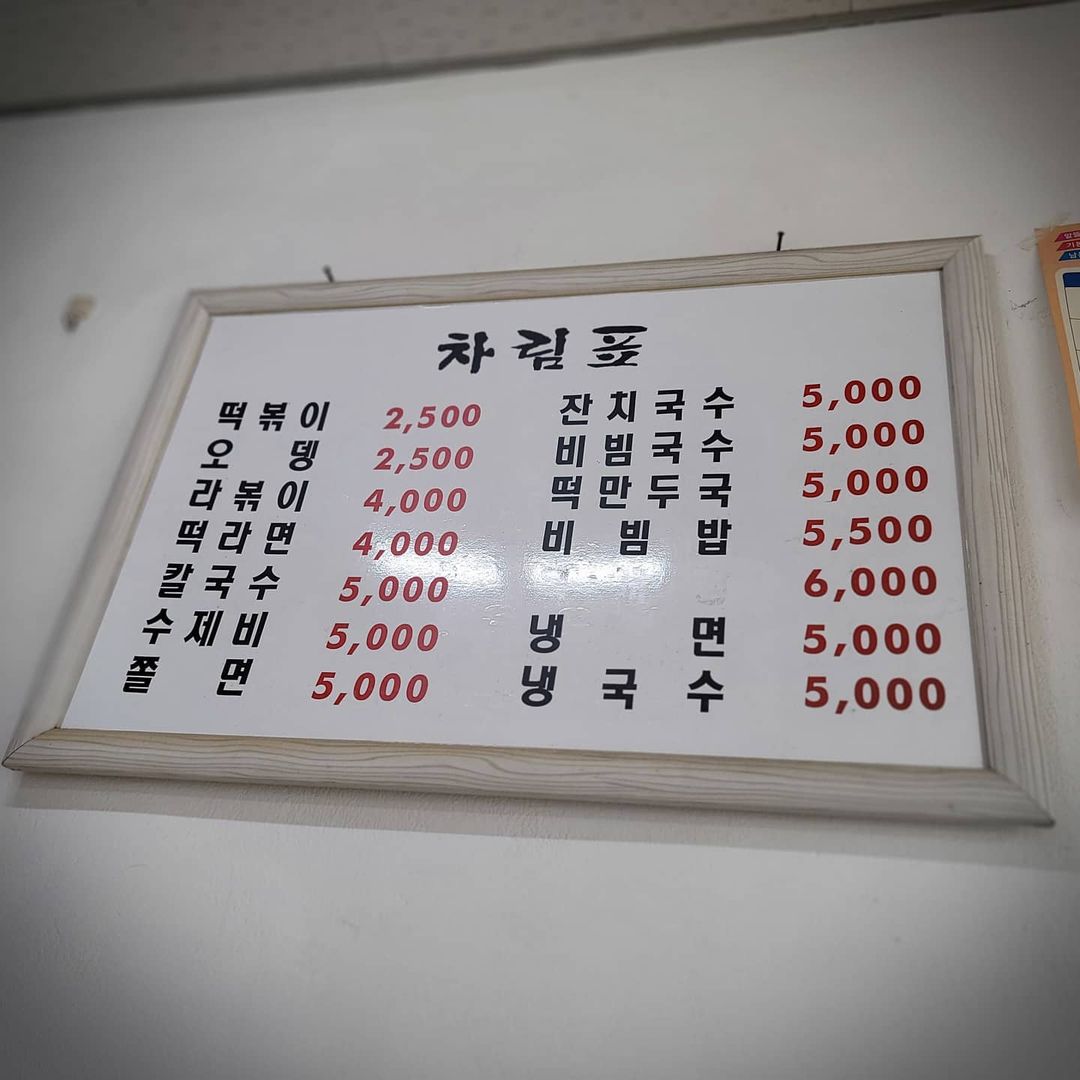 차림표
떡볶이 2,500
오뎅 2,500
라볶이 4,000
떡라면 4,000
칼국수 5,000
수제비 5,000
쫄면 5,000
잔치국수 5,000
비빔국수 5,000
떡만두국 5,000
비빔밥 5,500
6,000
냉면 5,000
냉국수 5,000